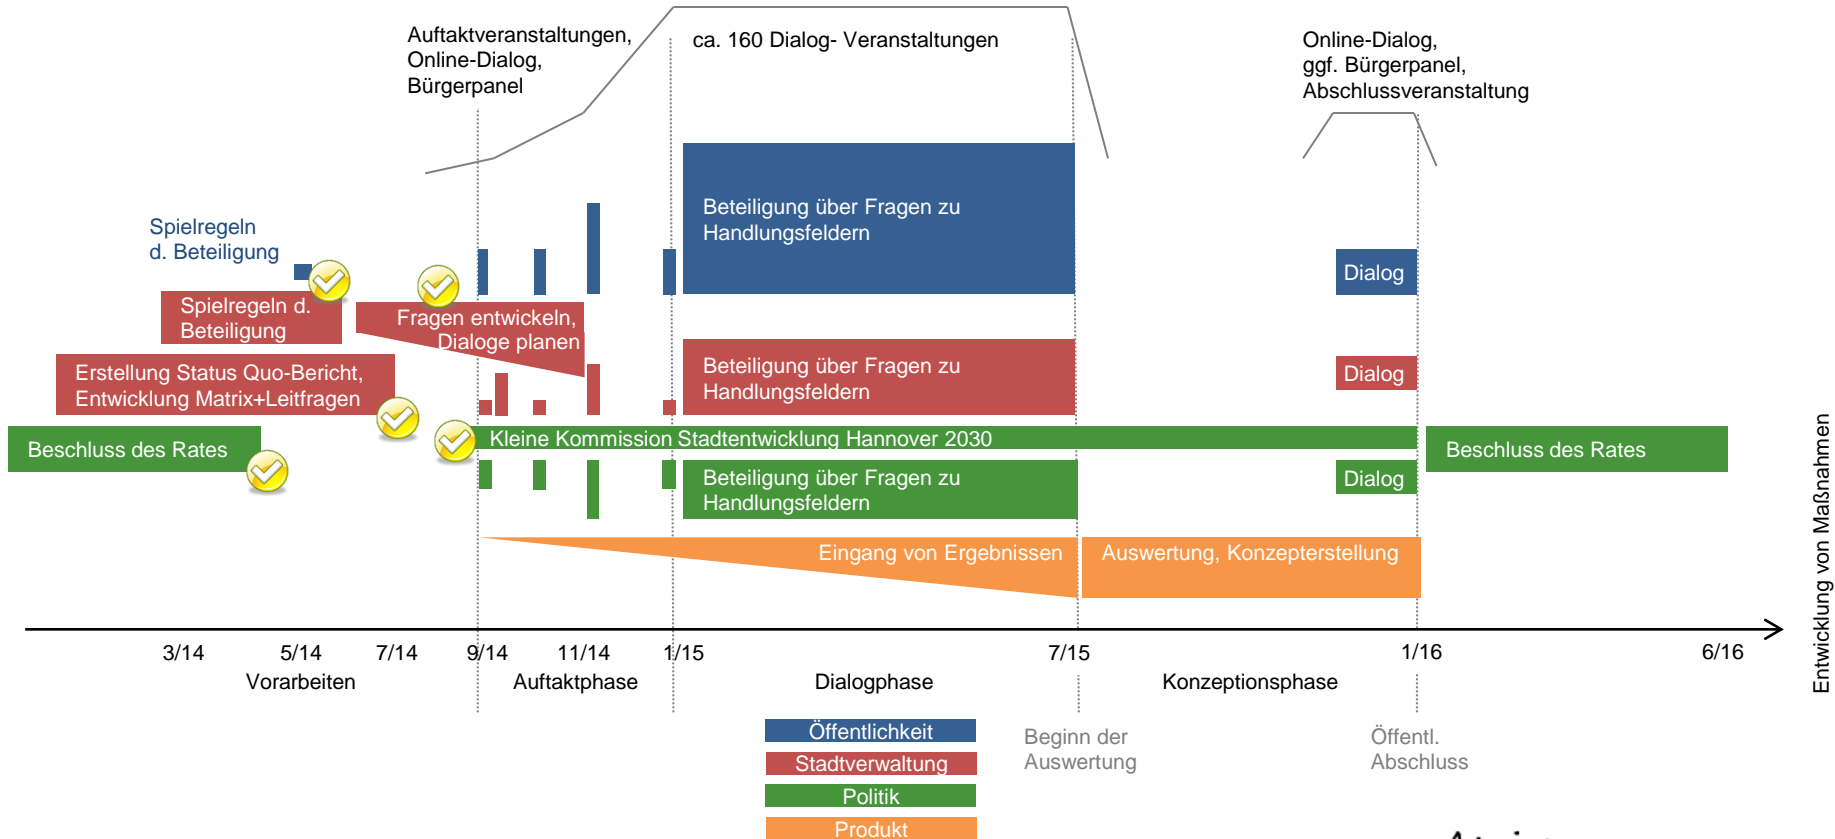 Auftaktveranstaltungen,
Online-Dialog,
Bürgerpanel
ca. 160 Dialog- Veranstaltungen
Online-Dialog,
ggf. Bürgerpanel,
Abschlussveranstaltung
Spielregeln
d. Beteiligung
Beteiligung über Fragen zu
Handlungsfeldern
Dialog
Spielregeln d.
Beteiligung
Fragen entwickeln,
Dialoge planen
Erstellung Status Quo-Bericht,
Entwicklung Matrix+Leitfragen
Beteiligung über Fragen zu
Handlungsfeldern
Dialog
Beschluss des Rates
Kleine Kommission Stadtentwicklung Hannover 2030
Beschluss des Rates
Beteiligung über Fragen zu
Handlungsfeldern
Dialog
Eingang von Ergebnissen
Auswertung, Konzepterstellung
Entwicklung von Maßnahmen
3/14 5/14 7/14 9/14 11/14 1/15 7/15 1/16 6/16
Vorarbeiten Auftaktphase Dialogphase Konzeptionsphase
Öffentlichkeit
Stadtverwaltung
Politik
Produkt
Beginn der
Auswertung
Öffentl.
Abschluss